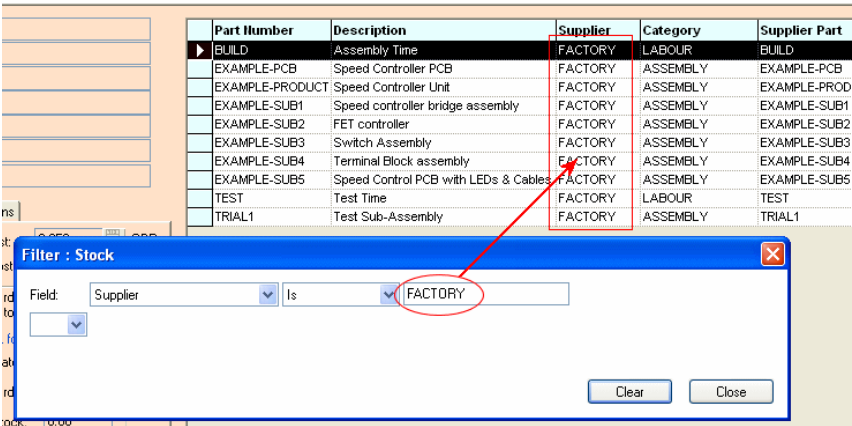 Part Number Description Supplier Category Supplier Part
BUILD Assembly Time FACTORY LABOUR BUILD
EXAMPLE-PCB Speed Controller PCB FACTORY ASSEMBLY EXAMPLE-PCB
EXAMPLE-PRODUCT Speed Controller Unit FACTORY ASSEMBLY EXAMPLE-PROD
EXAMPLE-SUB1 Speed controller bridge assembly FACTORY ASSEMBLY EXAMPLE-SUB1
EXAMPLE-SUB2 FET controller FACTORY ASSEMBLY EXAMPLE-SUB2
EXAMPLE-SUB3 Switch Assembly FACTORY ASSEMBLY EXAMPLE-SUB3
EXAMPLE-SUB4 Terminal Block assembly FACTORY ASSEMBLY EXAMPLE-SUB4
EXAMPLE-SUB5 Speed Control PCB with LEDs & Cables FACTORY ASSEMBLY EXAMPLE-SUB5
TEST Test Time FACTORY LABOUR TEST
TRIAL1 Test Sub-Assembly FACTORY ASSEMBLY TRIAL1
Filter : Stock
Field: Supplier Is FACTORY
Clear Close